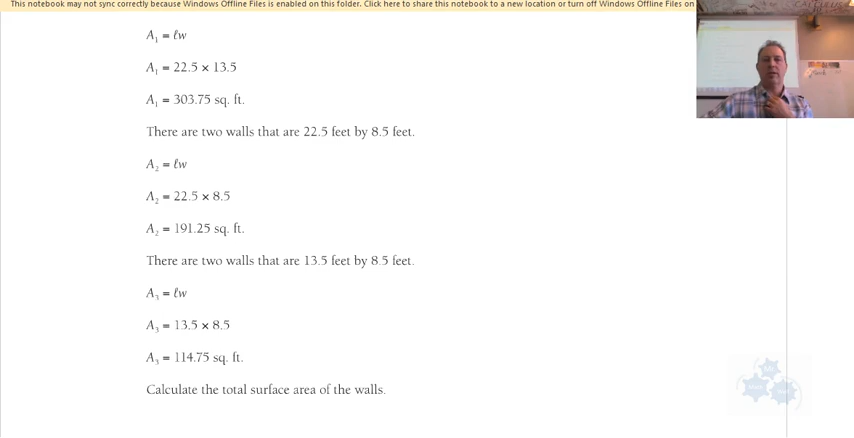 This notebook may not sync correctly because Windows Offline Files is enabled on this folder. Click here to share this notebook to a new location or turn off Windows Offline Files on
A₁ = ℓw
A₁ = 22.5 × 13.5
A₁ = 303.75 sq. ft.
There are two walls that are 22.5 feet by 8.5 feet.
A₂ = ℓw
A₂ = 22.5 × 8.5
A₂ = 191.25 sq. ft.
There are two walls that are 13.5 feet by 8.5 feet.
A₃ = ℓw
A₃ = 13.5 × 8.5
A₃ = 114.75 sq. ft.
Calculate the total surface area of the walls.